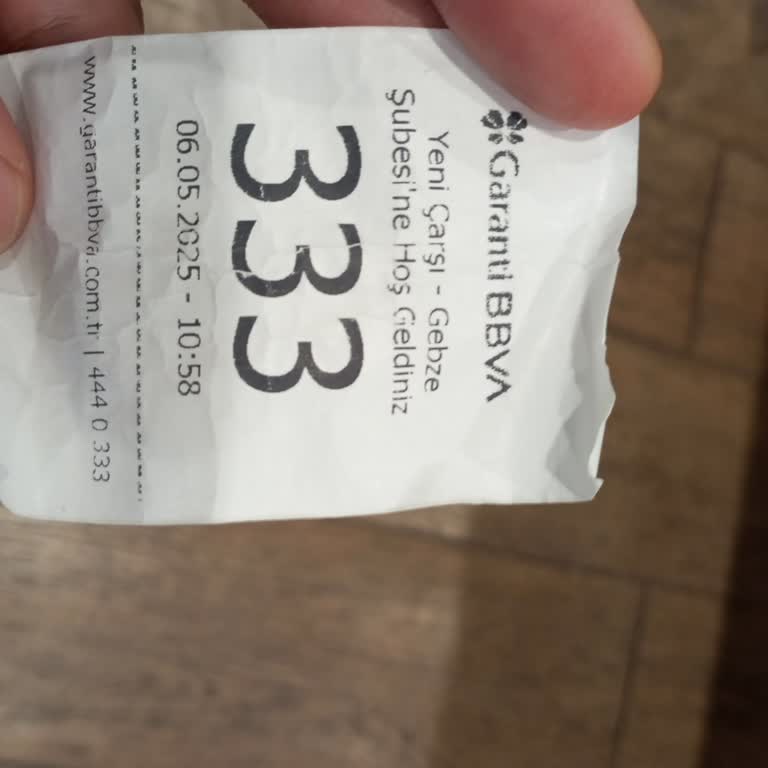 Garanti BBVA
Yeni Çarşı - Gebze
Şubesi'ne Hoş Geldiniz
333
06.05.2025 - 10:58
www.garantibbva.com.tr | 444 0 333